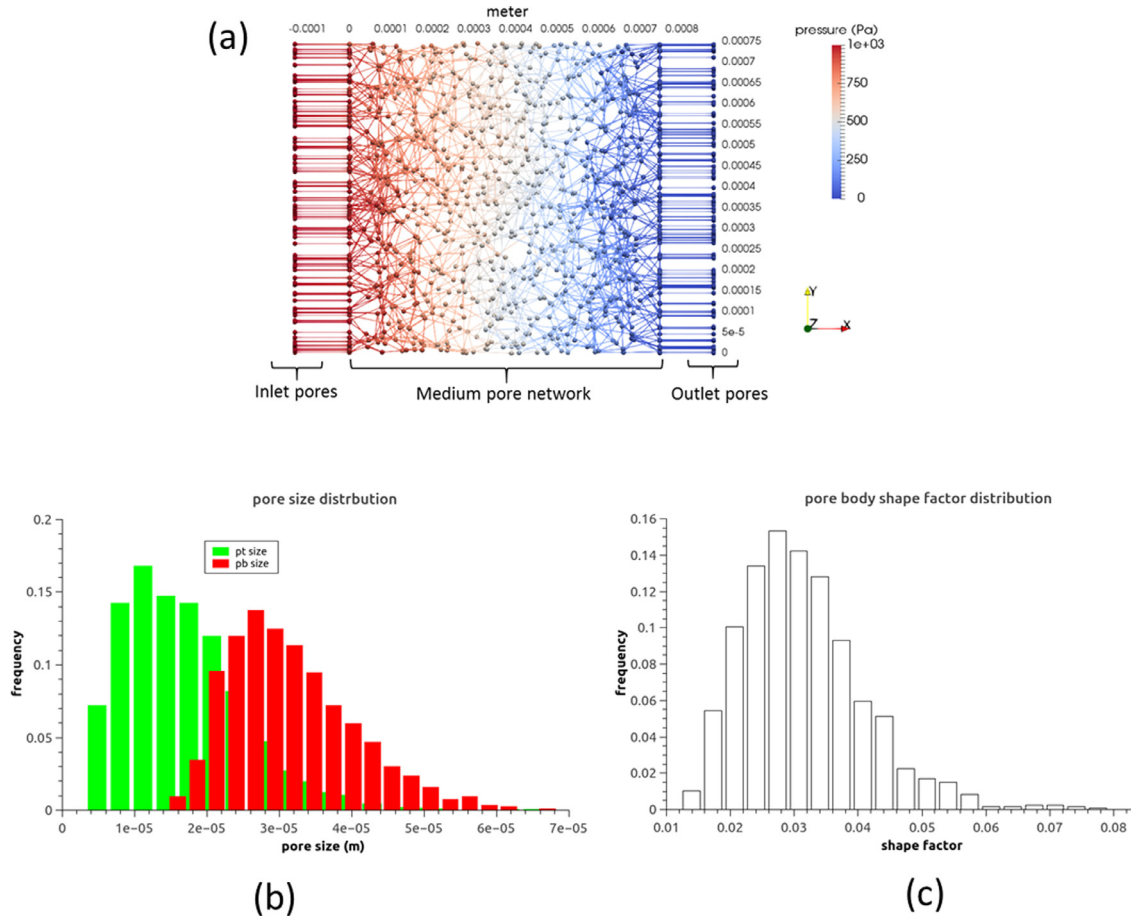 (a)
meter
-0.0001 0 0.0001 0.0002 0.0003 0.0004 0.0005 0.0006 0.0007 0.0008
0.00075
0.0007
0.00065
0.0006
0.00055
0.0005
0.00045
0.0004
0.00035
0.0003
0.00025
0.0002
0.00015
0.0001
5e-5
0
pressure (Pa)
1e+03
750
500
250
0
Y
Z X
Inlet pores Medium pore network Outlet pores
pore size distrbution
0.2
0.15
0.1
0.05
0
frequency
pt size
pb size
0 1e-05 2e-05 3e-05 4e-05 5e-05 6e-05 7e-05
pore size (m)
(b)
pore body shape factor distribution
0.16
0.14
0.12
0.1
0.08
0.06
0.04
0.02
0
frequency
0.01 0.02 0.03 0.04 0.05 0.06 0.07 0.08
shape factor
(c)